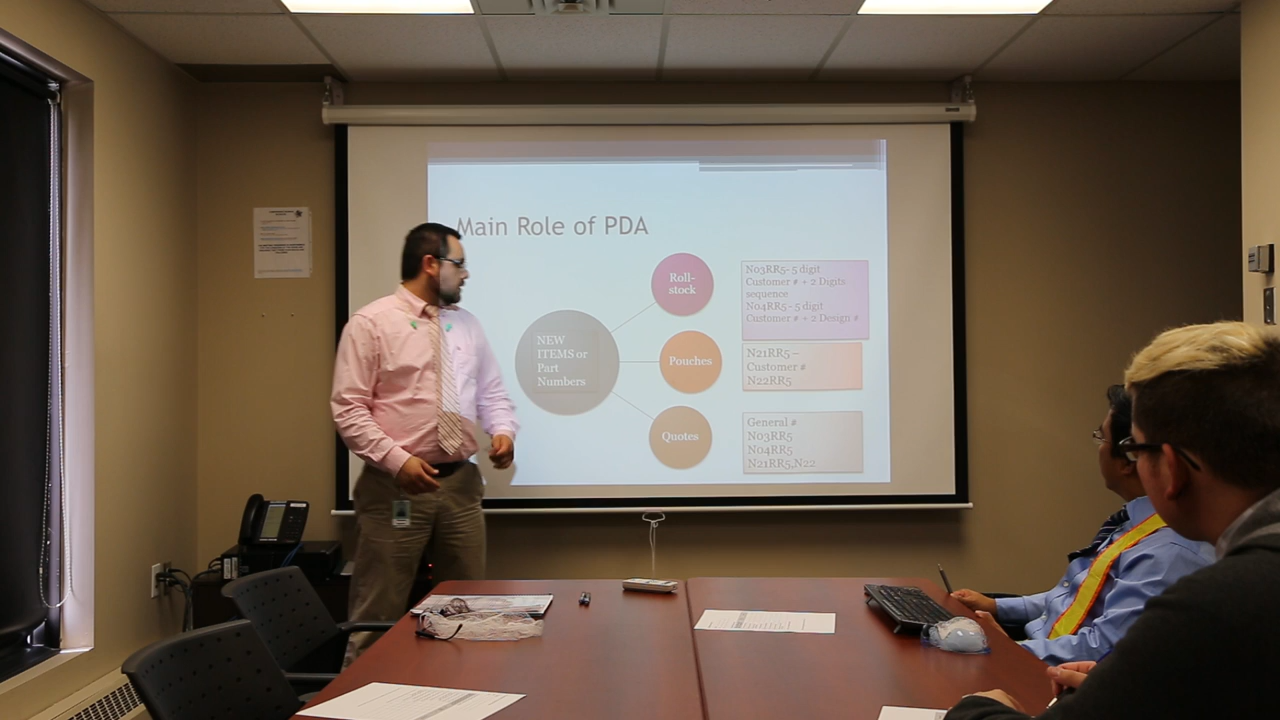 Main Role of PDA
NEW
ITEMS or
Part
Numbers
Roll-
stock
N03RR5- 5 digit
Customer # + 2 Digits
sequence
N04RR5 - 5 digit
Customer # + 2 Design #
Pouches
N21RR5 –
Customer #
N22RR5
Quotes
General #
N03RR5
N04RR5
N21RR5,N22